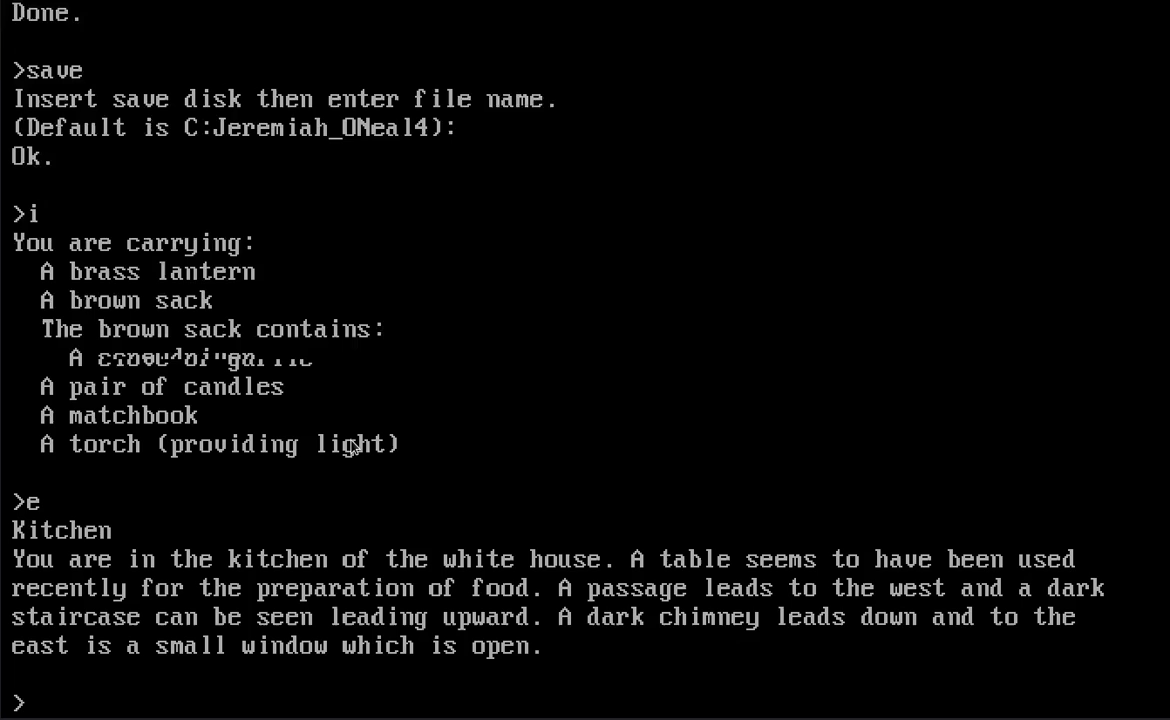 Done.
>save
Insert save disk then enter file name.
(Default is C:Jeremiah_ONeal4):
Ok.
>i
You are carrying:
A brass lantern
A brown sack
The brown sack contains:
A
A pair of candles
A matchbook
A torch (providing light)
>e
Kitchen
You are in the kitchen of the white house. A table seems to have been used
recently for the preparation of food. A passage leads to the west and a dark
staircase can be seen leading upward. A dark chimney leads down and to the
east is a small window which is open.
>